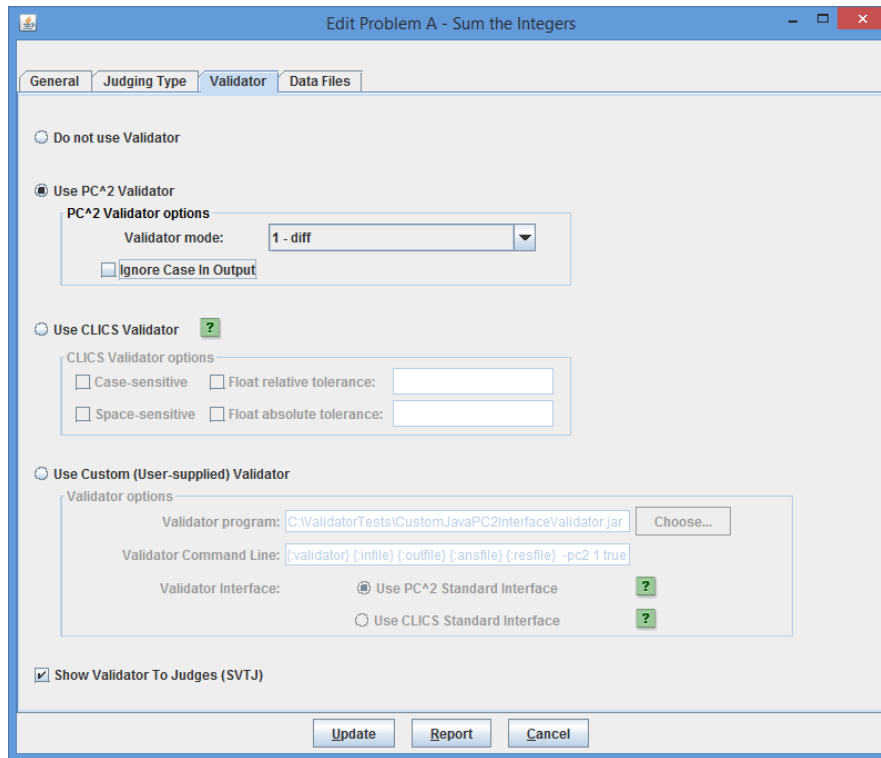 Edit Problem A - Sum the Integers
General Judging Type Validator Data Files
Do not use Validator
Use PC^2 Validator
PC^2 Validator options
Validator mode: 1 - diff
Ignore Case In Output
Use CLICS Validator ?
CLICS Validator options
Case-sensitive Float relative tolerance:
Space-sensitive Float absolute tolerance:
Use Custom (User-supplied) Validator
Validator options
Validator program: C:\ValidatorTests\CustomJavaPC2InterfaceValidator.jar Choose...
Validator Command Line: {:validator} {:infile} {:outfile} {:ansfile} {:resfile} -pc2 1 true
Validator Interface: Use PC^2 Standard Interface ?
Use CLICS Standard Interface ?
Show Validator To Judges (SVTJ)
Update Report Cancel